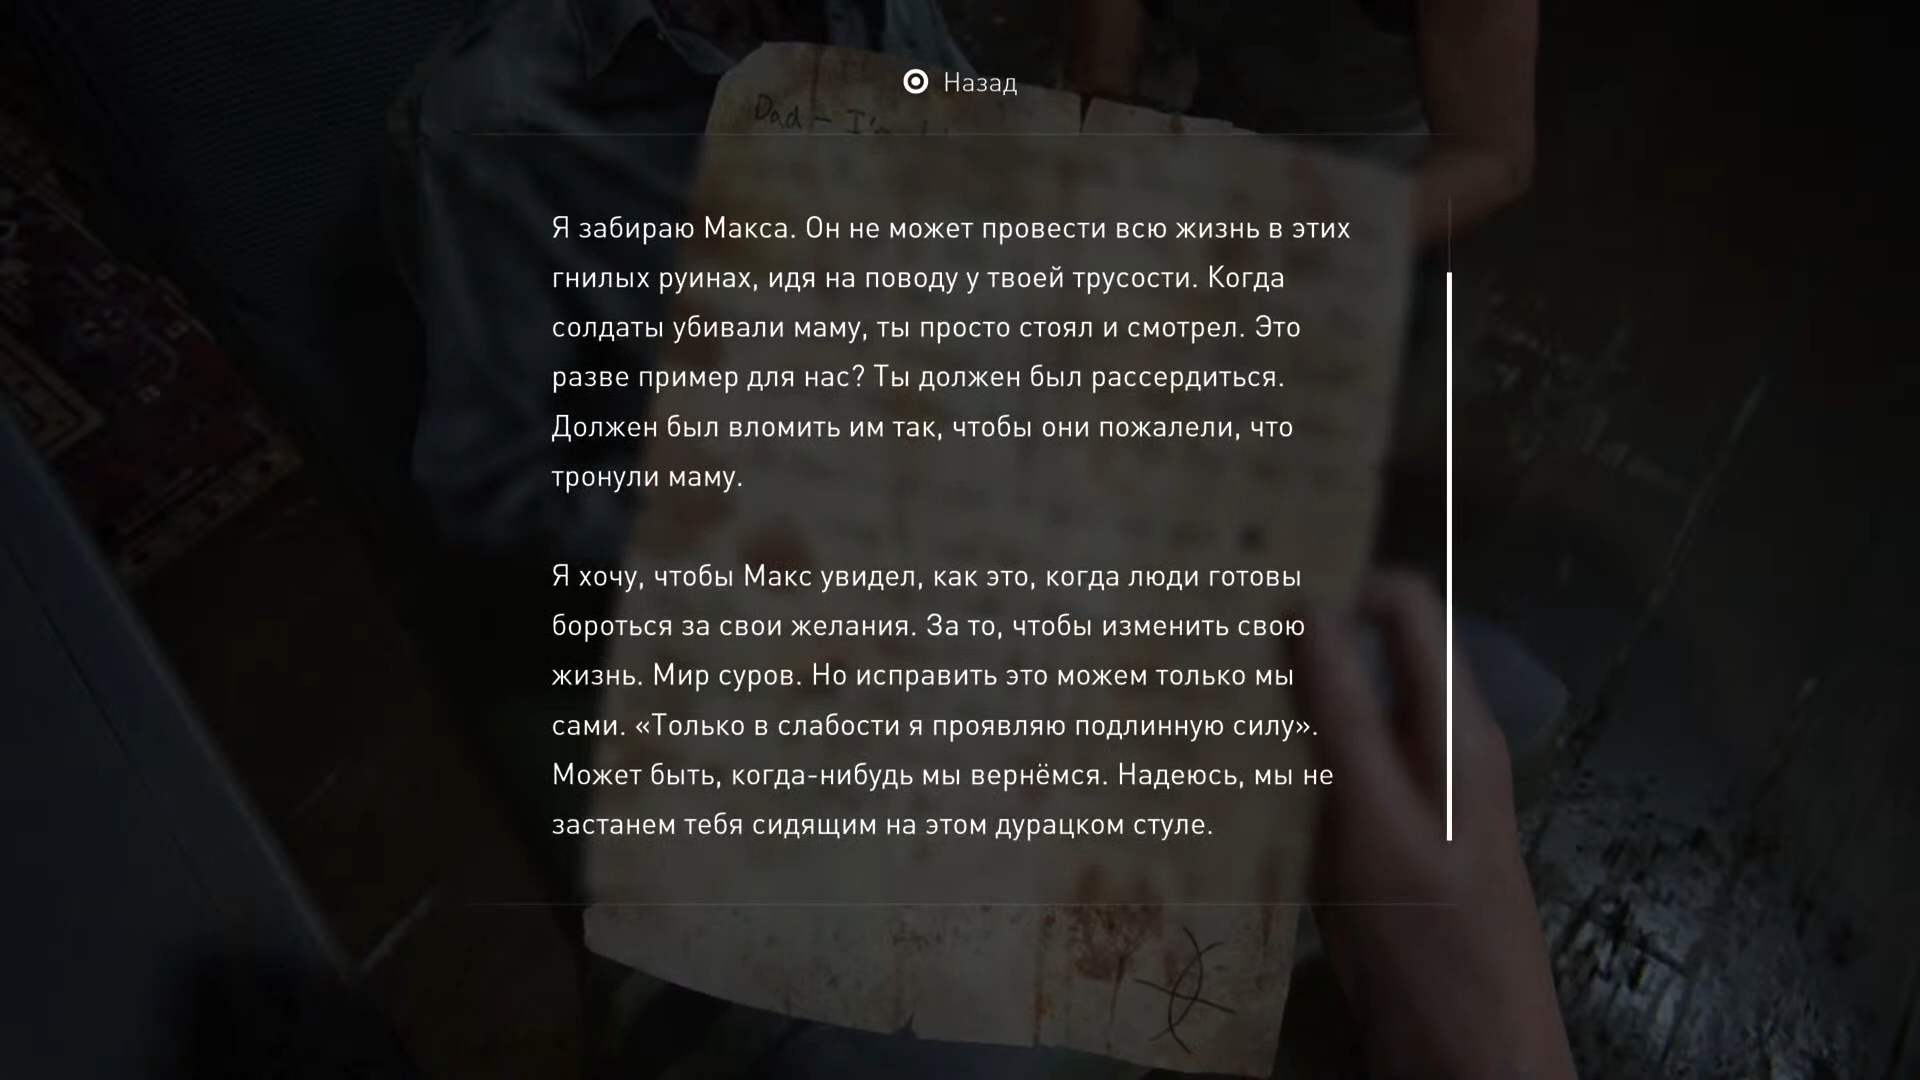 Назад
Dad - I'm
Я забираю Макса. Он не может провести всю жизнь в этих
гнилых руинах, идя на поводу у твоей трусости. Когда
солдаты убивали маму, ты просто стоял и смотрел. Это
разве пример для нас? Ты должен был рассердиться.
Должен был вломить им так, чтобы они пожалели, что
тронули маму.
Я хочу, чтобы Макс увидел, как это, когда люди готовы
бороться за свои желания. За то, чтобы изменить свою
жизнь. Мир суров. Но исправить это можем только мы
сами. «Только в слабости я проявляю подлинную силу».
Может быть, когда-нибудь мы вернёмся. Надеюсь, мы не
застанем тебя сидящим на этом дурацком стуле.